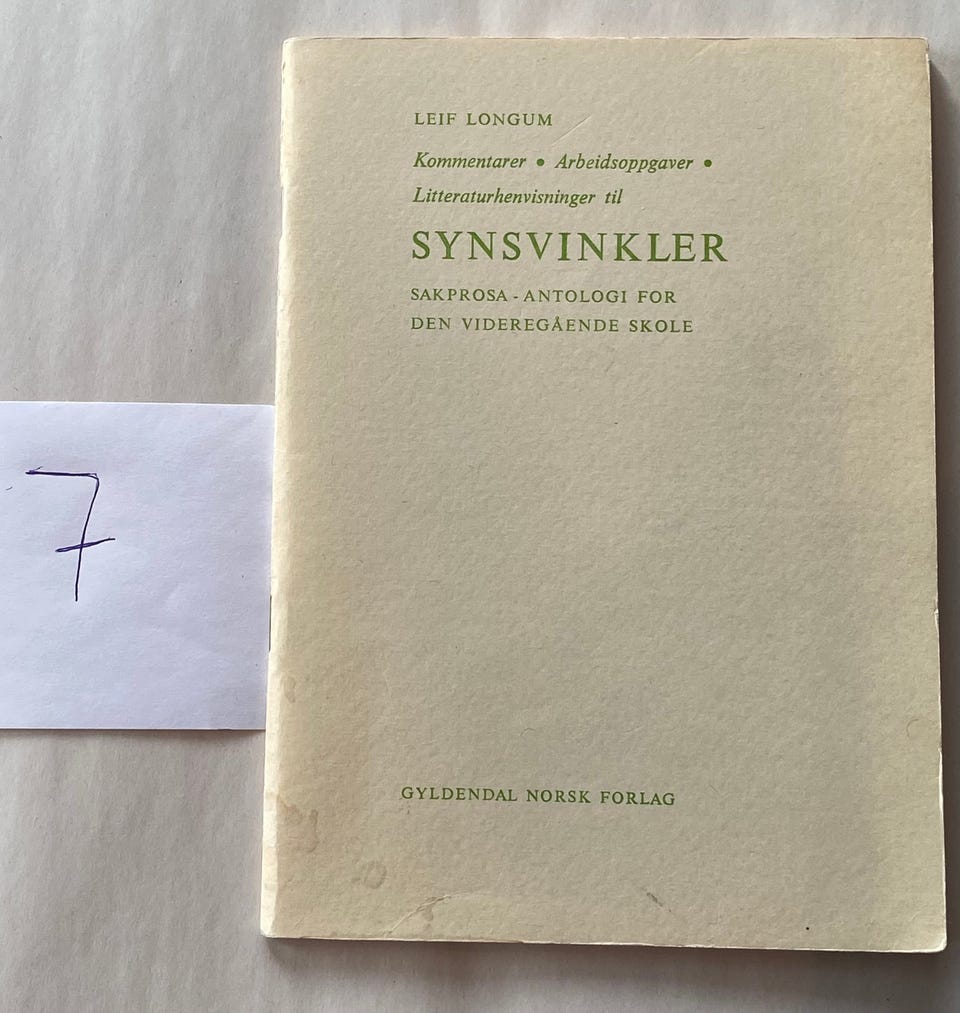 LEIF LONGUM
Kommentarer • Arbeidsoppgaver •
Litteraturhenvisninger til
SYNSVINKLER
SAKPROSA - ANTOLOGI FOR
DEN VIDEREGÅENDE SKOLE
7
GYLDENDAL NORSK FORLAG